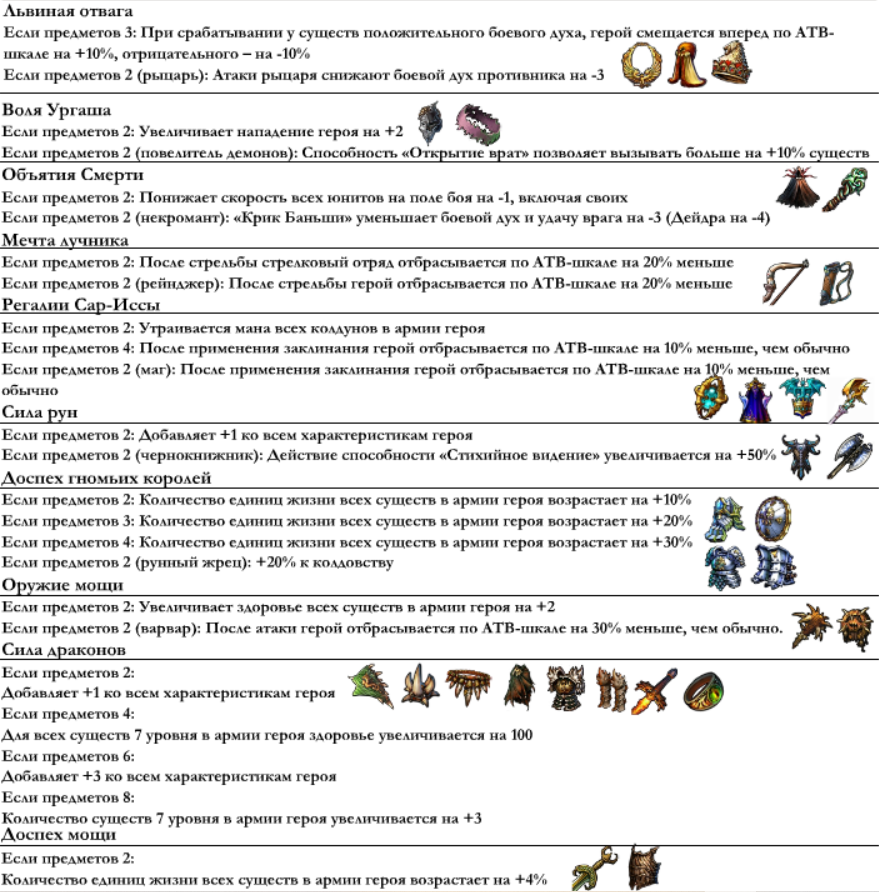 Львиная отвага
Если предметов 3: При срабатывании у существ положительного боевого духа, герой смещается вперед по АТВ-
шкале на +10%, отрицательного – на -10%
Если предметов 2 (рыцарь): Атаки рыцаря снижают боевой дух противника на -3
Воля Ургаша
Если предметов 2: Увеличивает нападение героя на +2
Если предметов 2 (повелитель демонов): Способность «Открытие врат» позволяет вызывать больше на +10% существ
Объятия Смерти
Если предметов 2: Понижает скорость всех юнитов на поле боя на -1, включая своих
Если предметов 2 (некромант): «Крик Баньши» уменьшает боевой дух и удачу врага на -3 (Дейдра на -4)
Мечта лучника
Если предметов 2: После стрельбы стрелковый отряд отбрасывается по АТВ-шкале на 20% меньше
Если предметов 2 (рейнджер): После стрельбы герой отбрасывается по АТВ-шкале на 20% меньше
Регалии Сар-Иссы
Если предметов 2: Утраивается мана всех колдунов в армии героя
Если предметов 4: После применения заклинания герой отбрасывается по АТВ-шкале на 10% меньше, чем обычно
Если предметов 2 (маг): После применения заклинания герой отбрасывается по АТВ-шкале на 10% меньше, чем
обычно
Сила рун
Если предметов 2: Добавляет +1 ко всем характеристикам героя
Если предметов 2 (чернокнижник): Действие способности «Стихийное видение» увеличивается на +50%
Доспех гномьих королей
Если предметов 2: Количество единиц жизни всех существ в армии героя возрастает на +10%
Если предметов 3: Количество единиц жизни всех существ в армии героя возрастает на +20%
Если предметов 4: Количество единиц жизни всех существ в армии героя возрастает на +30%
Если предметов 2 (рунный жрец): +20% к колдовству
Оружие мощи
Если предметов 2: Увеличивает здоровье всех существ в армии героя на +2
Если предметов 2 (варвар): После атаки герой отбрасывается по АТВ-шкале на 30% меньше, чем обычно.
Сила драконов
Если предметов 2:
Добавляет +1 ко всем характеристикам героя
Если предметов 4:
Для всех существ 7 уровня в армии героя здоровье увеличивается на 100
Если предметов 6:
Добавляет +3 ко всем характеристикам героя
Если предметов 8:
Количество существ 7 уровня в армии героя увеличивается на +3
Доспех мощи
Если предметов 2:
Количество единиц жизни всех существ в армии героя возрастает на +4%